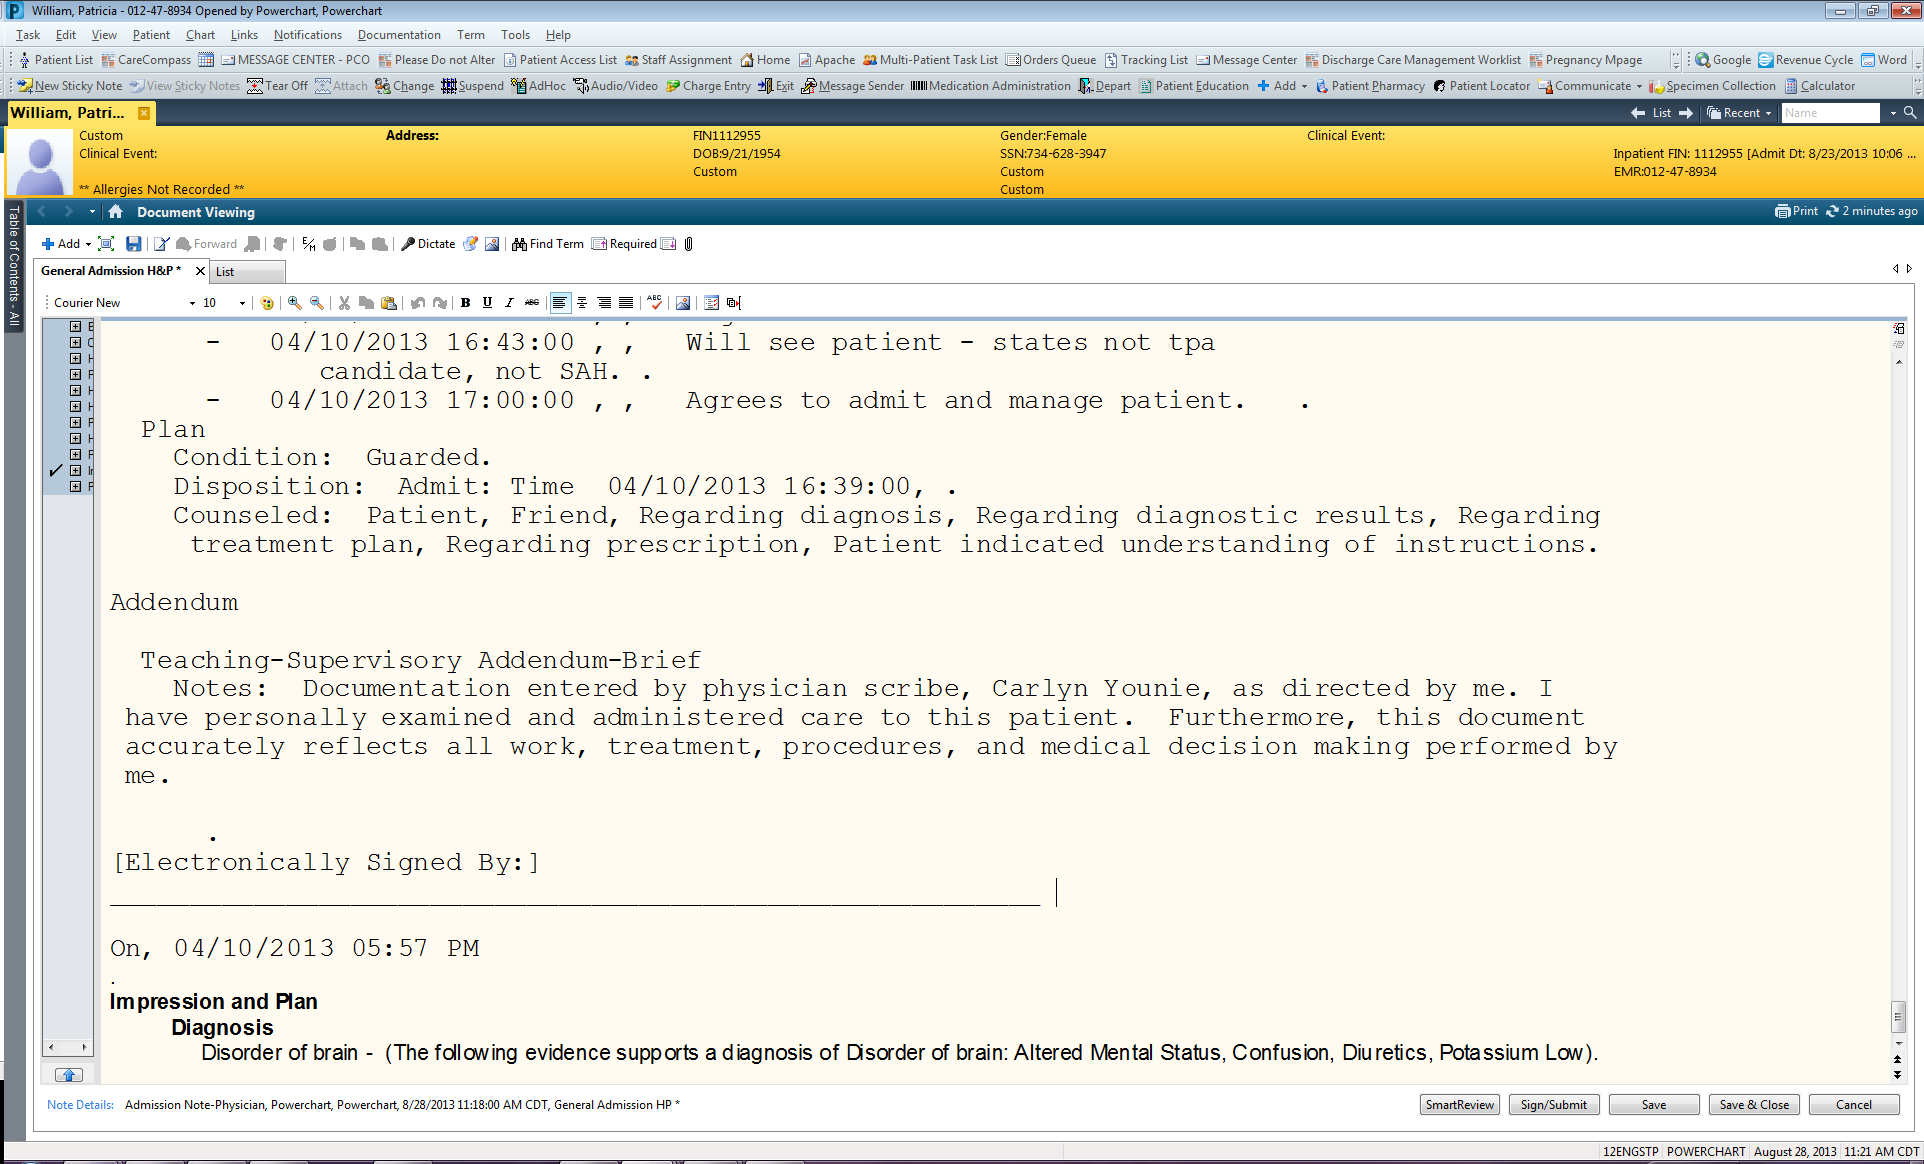 William, Patricia - 012-47-8934 Opened by Powerchart, Powerchart
Task Edit View Patient Chart Links Notifications Documentation Term Tools Help
Patient List CareCompass MESSAGE CENTER - PCO Please Do not Alter Patient Access List Staff Assignment Home Apache Multi-Patient Task List Orders Queue Tracking List Message Center Discharge Care Management Worklist Pregnancy Mpage Google Revenue Cycle Word
New Sticky Note View Sticky Notes Tear Off Attach Change Suspend AdHoc Audio/Video Charge Entry Exit Message Sender Medication Administration Depart Patient Education Add Patient Pharmacy Patient Locator Communicate Specimen Collection Calculator
William, Patri... List Recent Name
Custom Address: FIN1112955 Gender:Female Clinical Event:
Clinical Event: DOB:9/21/1954 SSN:734-628-3947 Inpatient FIN: 1112955 [Admit Dt: 8/23/2013 10:06 ...
Custom Custom EMR:012-47-8934
** Allergies Not Recorded ** Custom
Table of Contents - All
Document Viewing Print 2 minutes ago
Add Forward Dictate Find Term Required
General Admission H&P * List
Courier New 10 B U I ABC ABC
- 04/10/2013 16:43:00 , , Will see patient - states not tpa
candidate, not SAH. .
- 04/10/2013 17:00:00 , , Agrees to admit and manage patient. .
Plan
Condition: Guarded.
Disposition: Admit: Time 04/10/2013 16:39:00, .
Counseled: Patient, Friend, Regarding diagnosis, Regarding diagnostic results, Regarding
treatment plan, Regarding prescription, Patient indicated understanding of instructions.
Addendum
Teaching-Supervisory Addendum-Brief
Notes: Documentation entered by physician scribe, Carlyn Younie, as directed by me. I
have personally examined and administered care to this patient. Furthermore, this document
accurately reflects all work, treatment, procedures, and medical decision making performed by
me.
.
[Electronically Signed By:]
On, 04/10/2013 05:57 PM
.
Impression and Plan
Diagnosis
Disorder of brain - (The following evidence supports a diagnosis of Disorder of brain: Altered Mental Status, Confusion, Diuretics, Potassium Low).
Note Details: Admission Note-Physician, Powerchart, Powerchart, 8/28/2013 11:18:00 AM CDT, General Admission HP *
SmartReview Sign/Submit Save Save & Close Cancel
12ENGSTP POWERCHART August 28, 2013 11:21 AM CDT